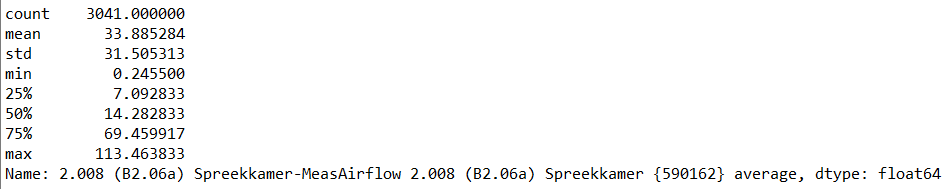 count    3041.000000
mean       33.885284
std        31.505313
min         0.245500
25%         7.092833
50%        14.282833
75%        69.459917
max       113.463833
Name: 2.008 (B2.06a) Spreekkamer-MeasAirflow 2.008 (B2.06a) Spreekkamer {590162} average, dtype: float64